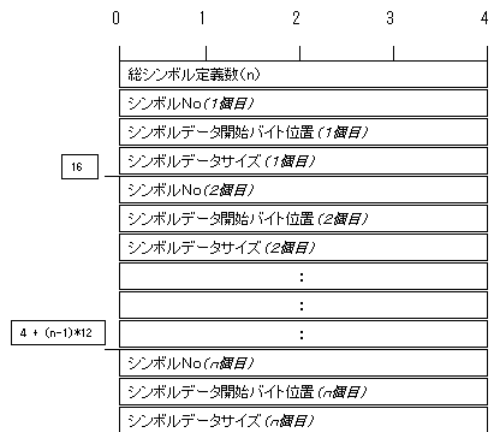 0 1 2 3 4
総シンボル定義数(n)
シンボルNo(1個目)
シンボルデータ開始バイト位置(1個目)
シンボルデータサイズ(1個目)
16
シンボルNo(2個目)
シンボルデータ開始バイト位置(2個目)
シンボルデータサイズ(2個目)
:
:
:
4 + (n-1)*12
シンボルNo(n個目)
シンボルデータ開始バイト位置(n個目)
シンボルデータサイズ(n個目)